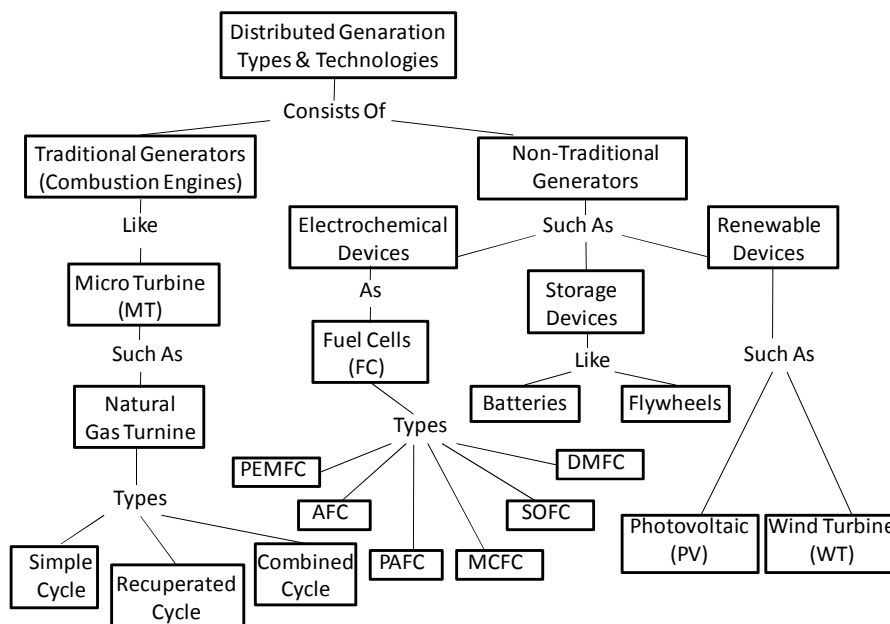 Distributed Genaration
Types & Technologies
Consists Of
Traditional Generators
(Combustion Engines)
Non-Traditional
Generators
Like
Such As
Electrochemical
Devices
Renewable
Devices
Micro Turbine
(MT)
As
Storage
Devices
Such As
Fuel Cells
(FC)
Like
Such As
Natural
Gas Turnine
Batteries
Flywheels
Types
PEMFC
DMFC
AFC
SOFC
PAFC
MCFC
Types
Simple
Cycle
Recuperated
Cycle
Combined
Cycle
Photovoltaic
(PV)
Wind Turbine
(WT)